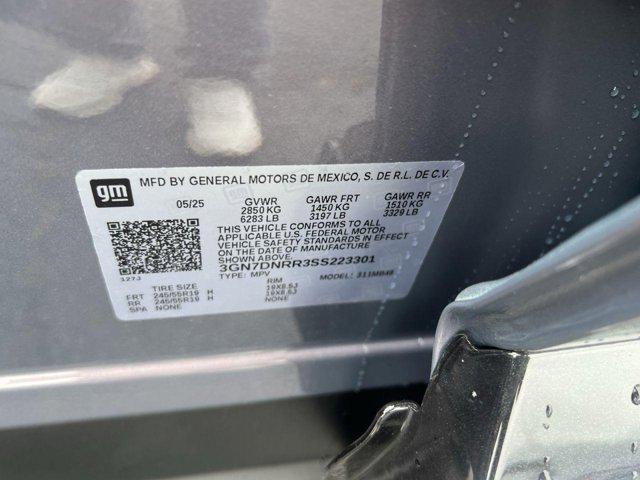 gm
MFD BY GENERAL MOTORS DE MEXICO, S. DE R.L. DE C.V.
05/25 GVWR GAWR FRT GAWR RR
2850 KG 1450 KG 1510 KG
6283 LB 3197 LB 3329 LB
THIS VEHICLE CONFORMS TO ALL
APPLICABLE U.S. FEDERAL MOTOR
VEHICLE SAFETY STANDARDS IN EFFECT
ON THE DATE OF MANUFACTURE
SHOWN ABOVE.
3GN7DNRR3SS223301
TYPE: MPV MODEL: 311MB48
127J
TIRE SIZE RIM
FRT 245/55R19 H 19X8.5J
RR 245/55R19 H 19X8.5J
SPA NONE NONE